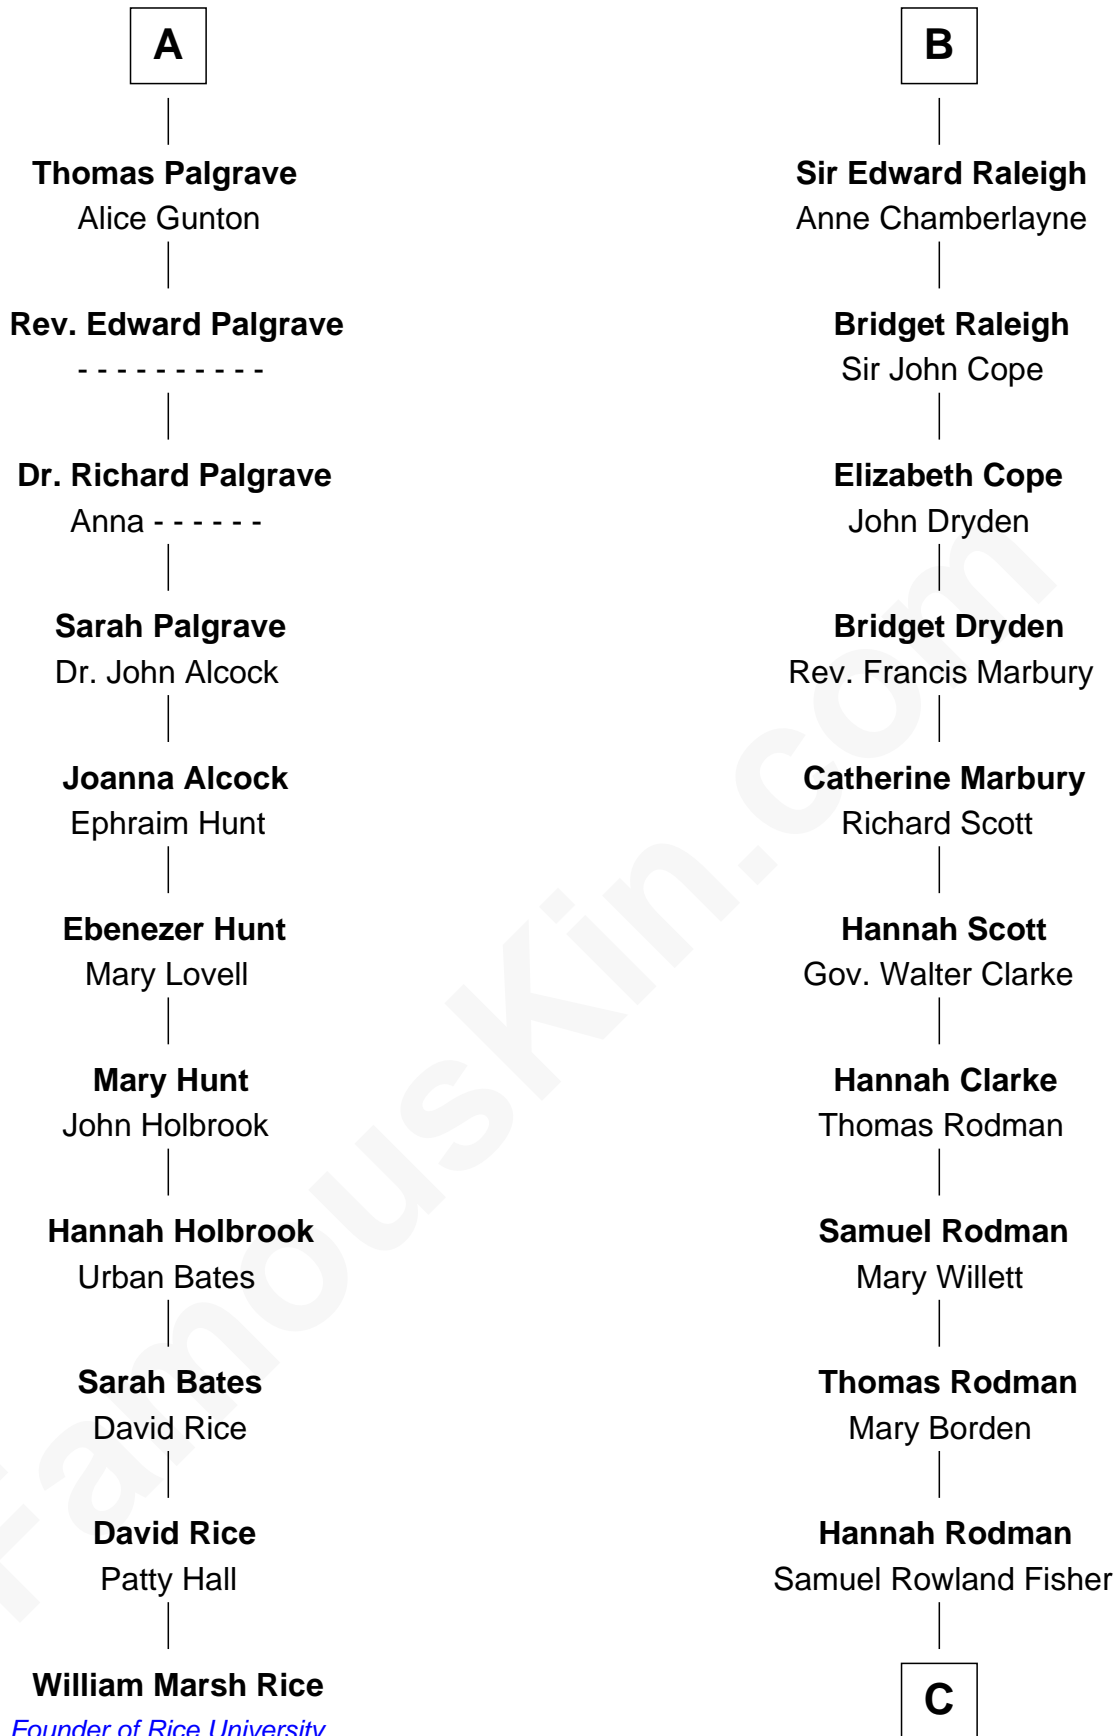 A
Thomas Palgrave
Alice Gunton
Rev. Edward Palgrave
- - - - - - - - - -
Dr. Richard Palgrave
Anna - - - - - -
Sarah Palgrave
Dr. John Alcock
Joanna Alcock
Ephraim Hunt
Ebenezer Hunt
Mary Lovell
Mary Hunt
John Holbrook
Hannah Holbrook
Urban Bates
Sarah Bates
David Rice
David Rice
Patty Hall
William Marsh Rice
Founder of Rice University
B
Sir Edward Raleigh
Anne Chamberlayne
Bridget Raleigh
Sir John Cope
Elizabeth Cope
John Dryden
Bridget Dryden
Rev. Francis Marbury
Catherine Marbury
Richard Scott
Hannah Scott
Gov. Walter Clarke
Hannah Clarke
Thomas Rodman
Samuel Rodman
Mary Willett
Thomas Rodman
Mary Borden
Hannah Rodman
Samuel Rowland Fisher
C
FamousKin.com